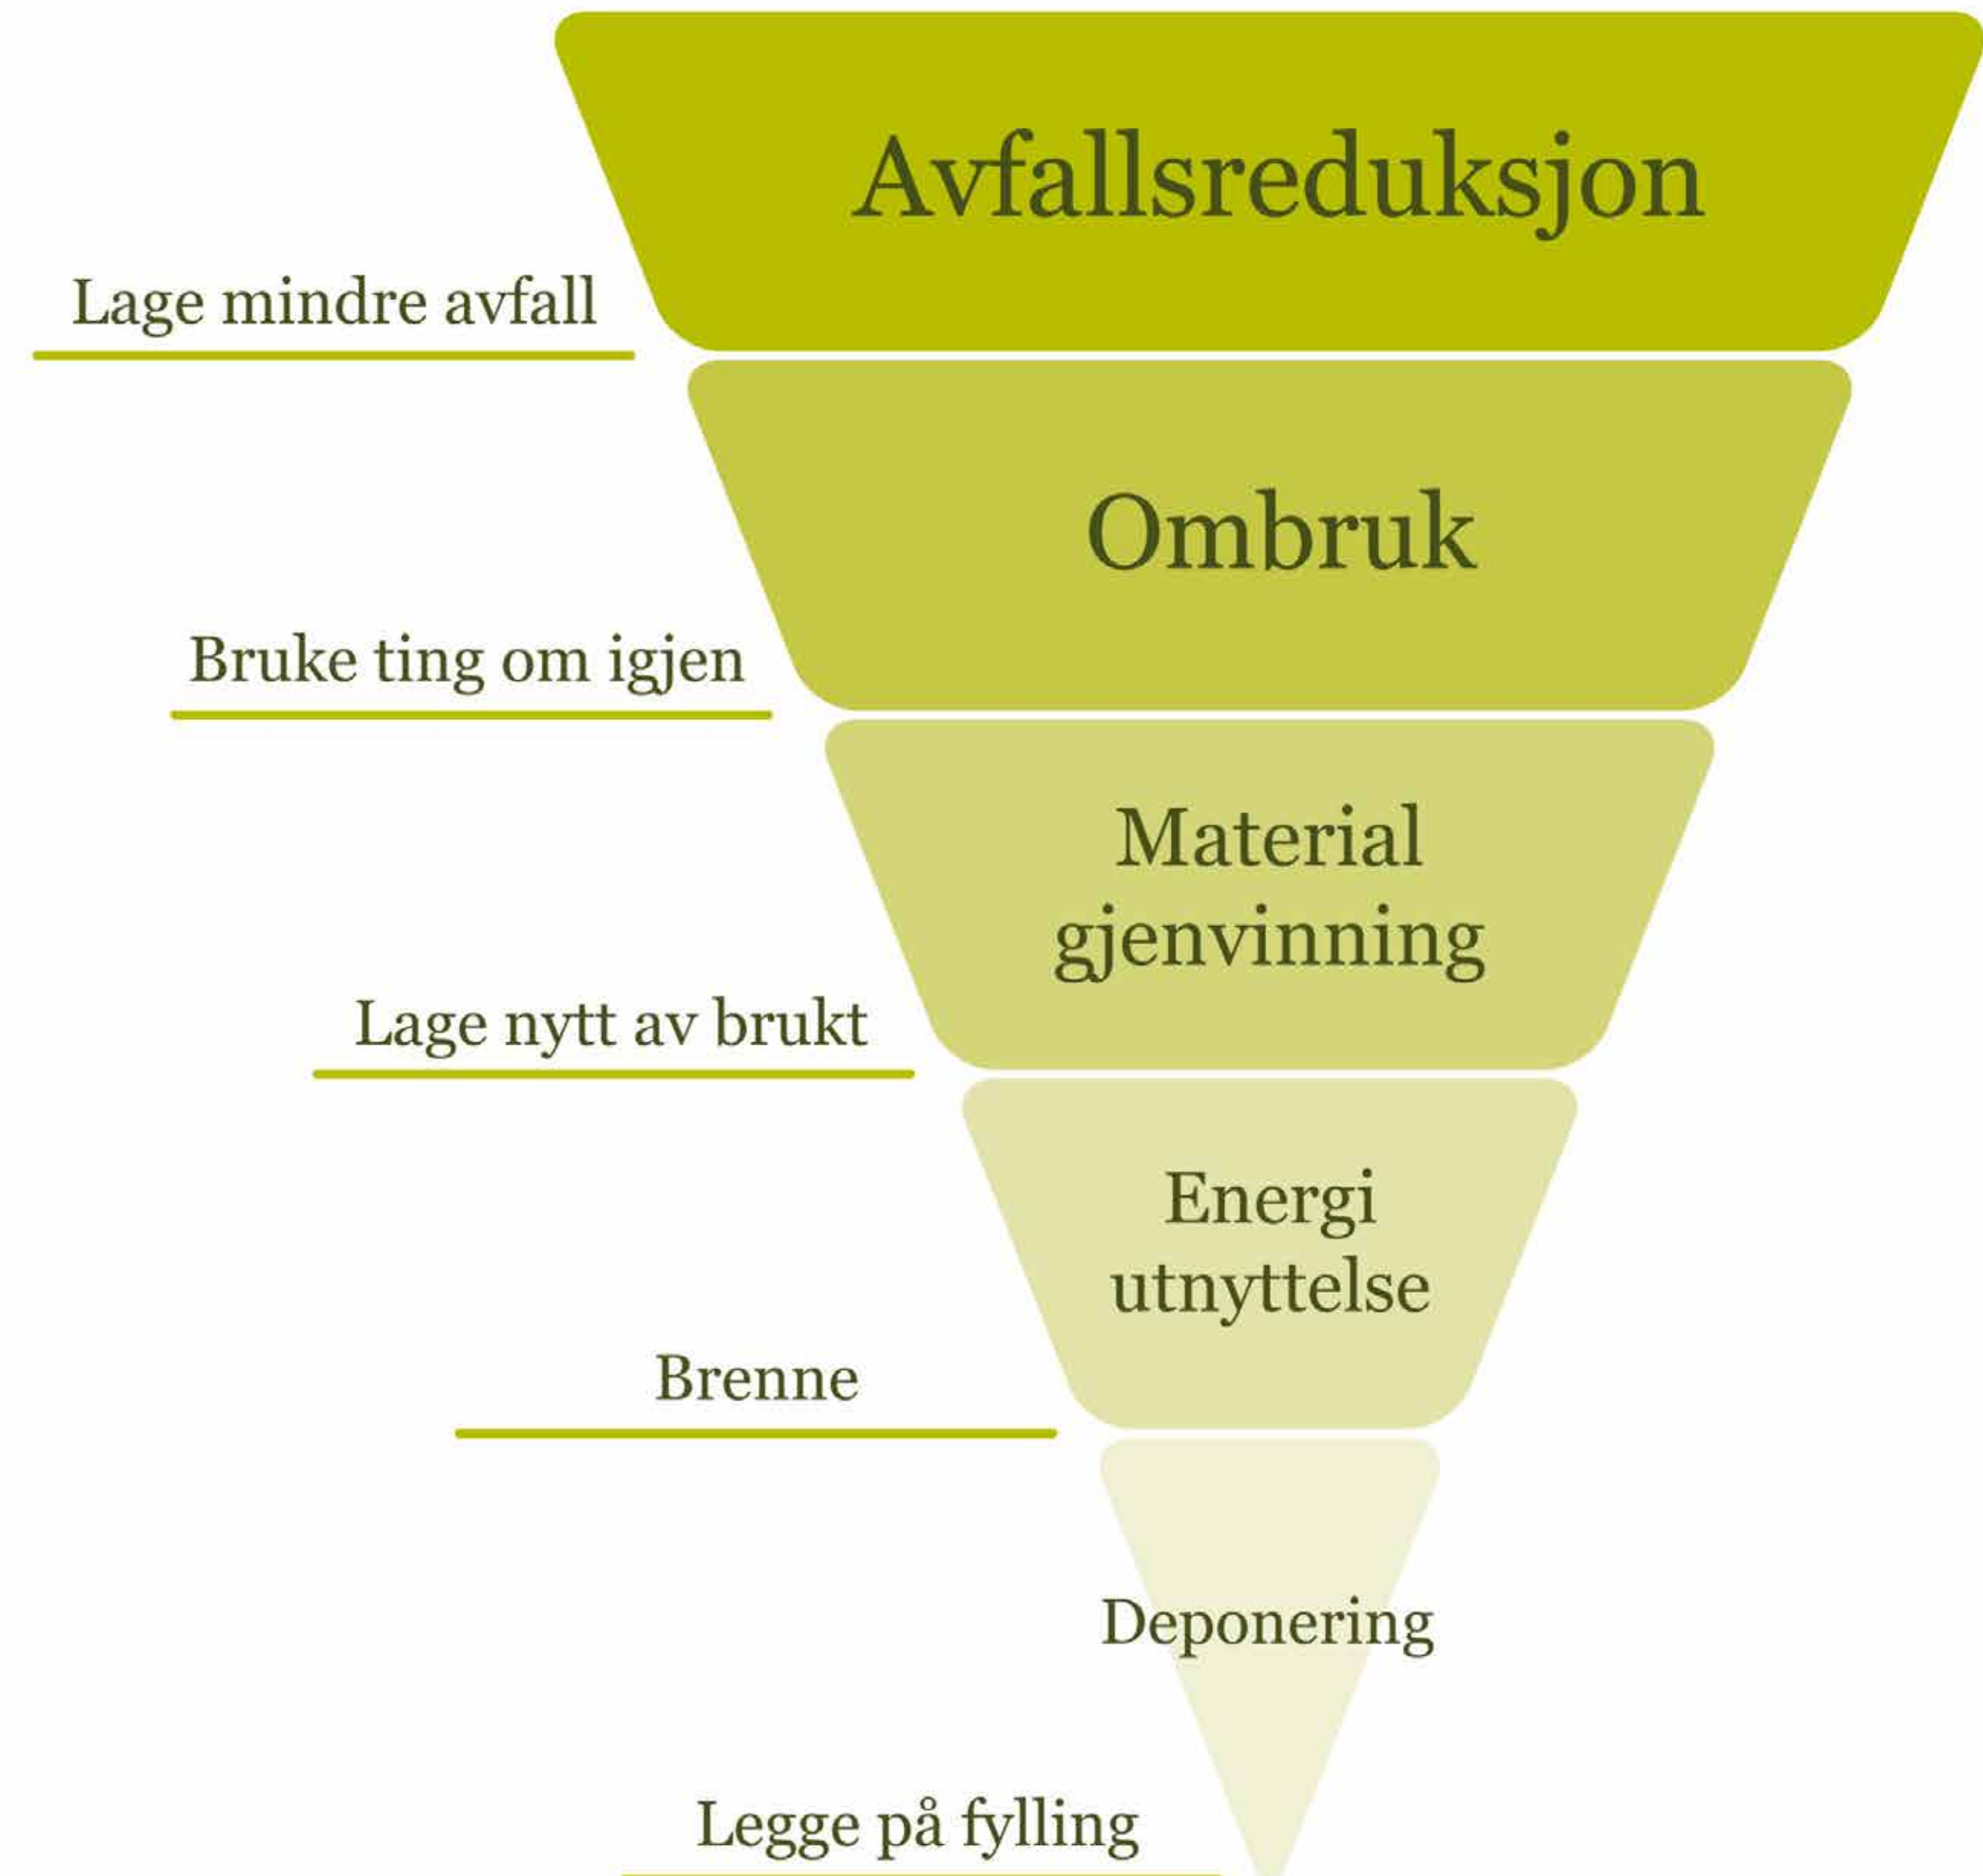 Avfallsreduksjon
Lage mindre avfall
Ombruk
Bruke ting om igjen
Material
gjenvinning
Lage nytt av brukt
Energi
utnyttelse
Brenne
Deponering
Legge på fylling